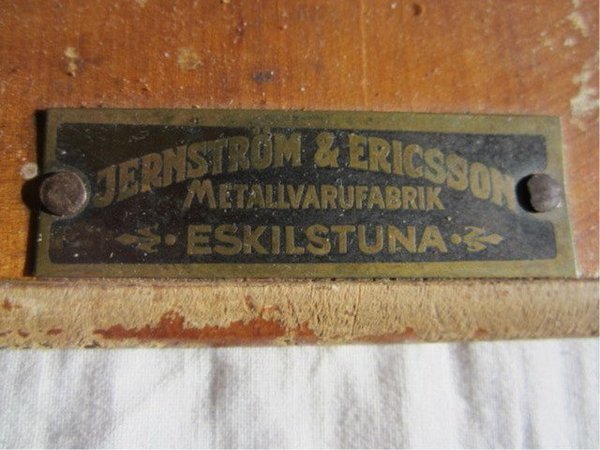 JERNSTRÖM & ERICSSON
METALLVARUFABRIK
· ESKILSTUNA ·